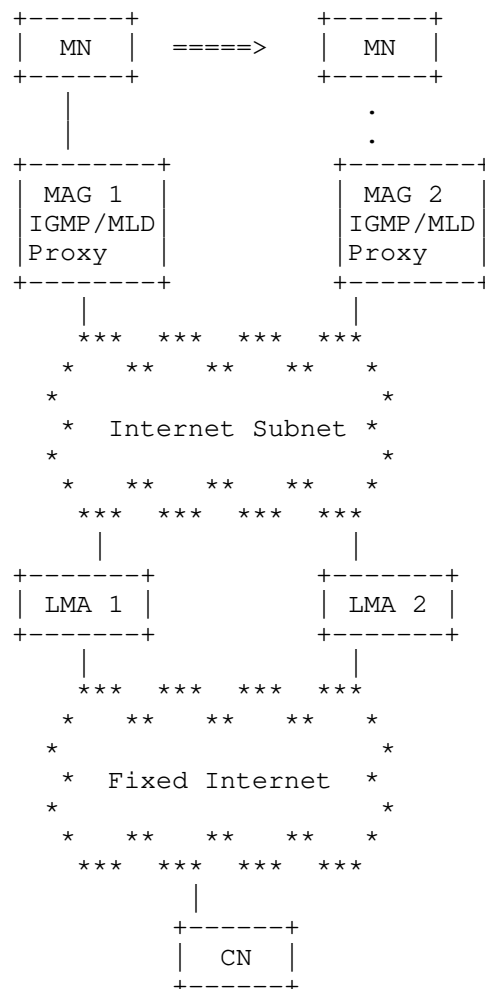 MN =====> MN
MAG 1 MAG 2
IGMP/MLD IGMP/MLD
Proxy Proxy
*** *** *** ***
* ** ** ** *
* *
* Internet Subnet *
* *
* ** ** ** *
*** *** *** ***
LMA 1 LMA 2
*** *** *** ***
* ** ** ** *
* *
* Fixed Internet *
* *
* ** ** ** *
*** *** *** ***
CN